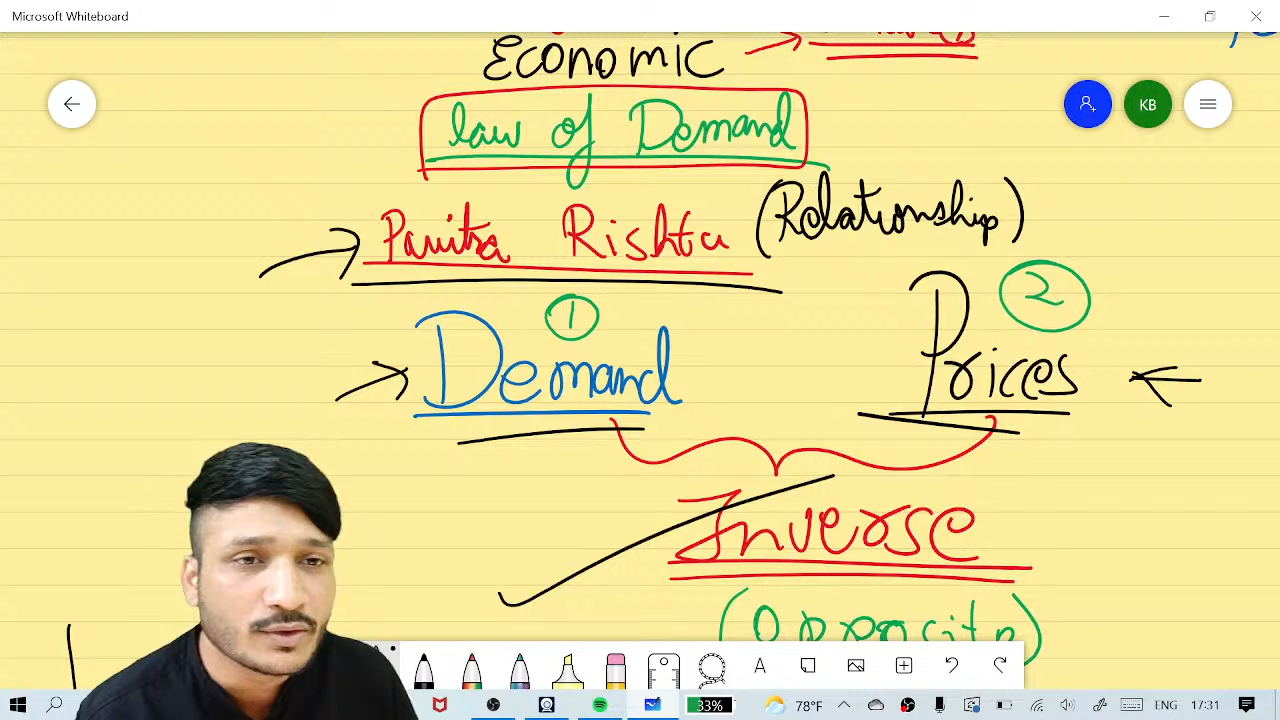 Microsoft Whiteboard
Economic
law of Demand
KB
Pavitra Rishta (Relationship)
1 2
Demand Prices
Inverse
(Opposite)
A
33% 78°F ENG 17:31